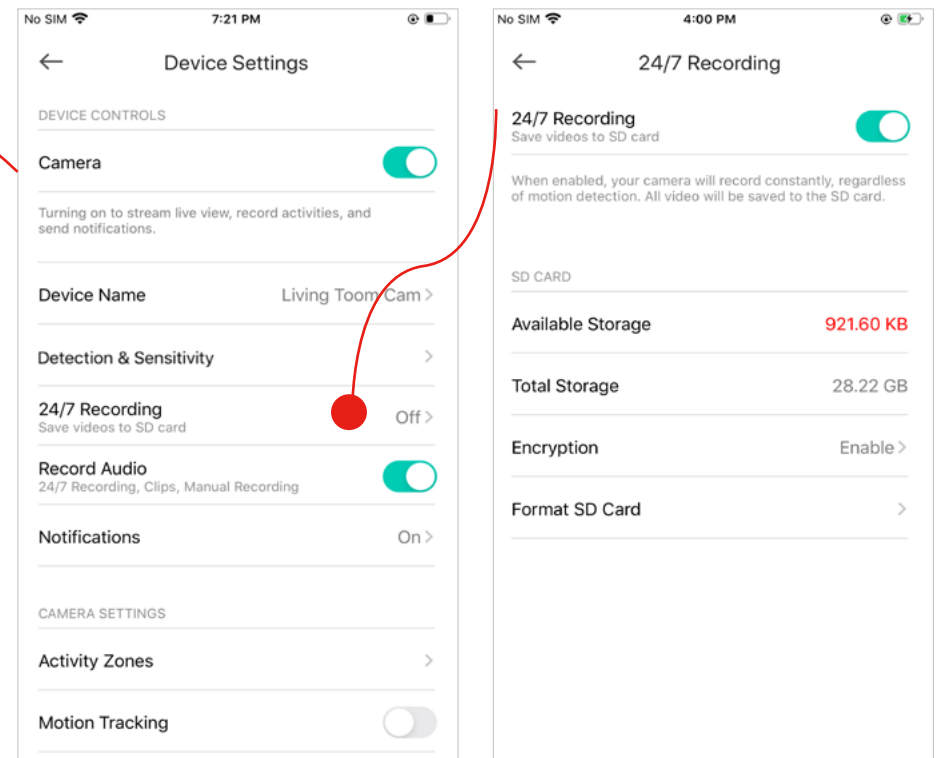 No SIM 7:21 PM
Device Settings
DEVICE CONTROLS
Camera
Turning on to stream live view, record activities, and
send notifications.
Device Name Living Toom Cam
Detection & Sensitivity
24/7 Recording Off
Save videos to SD card
Record Audio
24/7 Recording, Clips, Manual Recording
Notifications On
CAMERA SETTINGS
Activity Zones
Motion Tracking
No SIM 4:00 PM
24/7 Recording
24/7 Recording
Save videos to SD card
When enabled, your camera will record constantly, regardless
of motion detection. All video will be saved to the SD card.
SD CARD
Available Storage 921.60 KB
Total Storage 28.22 GB
Encryption Enable
Format SD Card